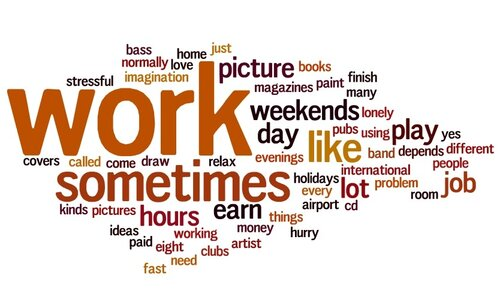 bass home just
normally love picture books
stressful imagination magazines paint finish
work many
weekends lonely
day like pubs using play yes
covers called come draw relax evenings band depends different
sometimes holidays international people
kinds pictures hours earn every lot problem job
things airport cd room
ideas working money hurry
paid eight clubs artist
need
fast